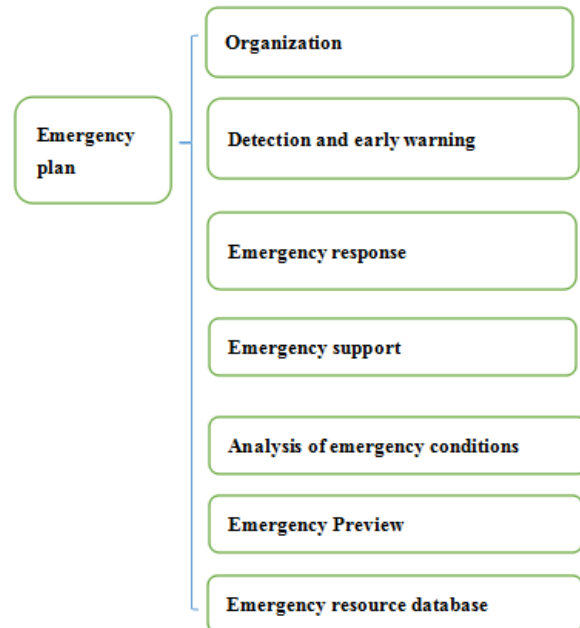 Organization
Emergency
plan
Detection and early warning
Emergency response
Emergency support
Analysis of emergency conditions
Emergency Preview
Emergency resource database